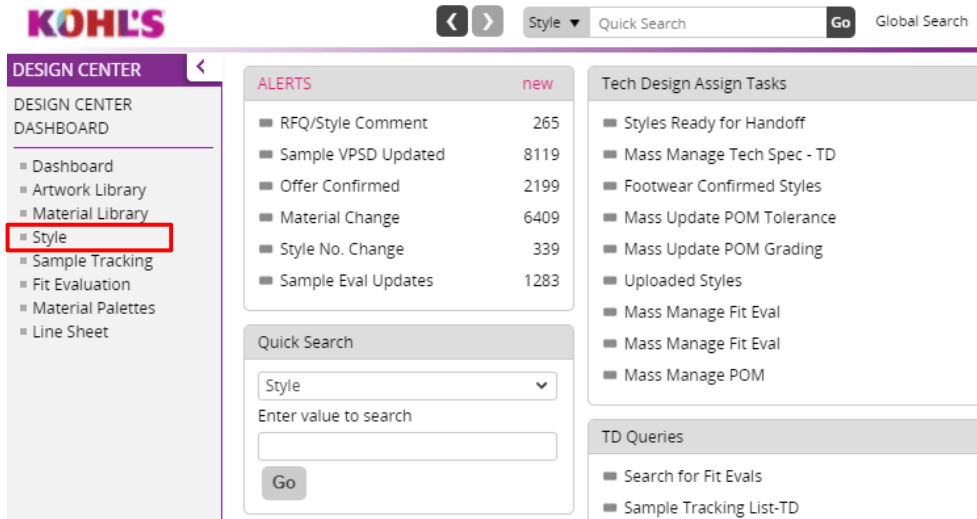 KOHL'S
Style ▼ Quick Search Go Global Search
DESIGN CENTER
DESIGN CENTER
DASHBOARD
Dashboard
Artwork Library
Material Library
Style
Sample Tracking
Fit Evaluation
Material Palettes
Line Sheet
ALERTS new
RFQ/Style Comment 265
Sample VPSD Updated 8119
Offer Confirmed 2199
Material Change 6409
Style No. Change 339
Sample Eval Updates 1283
Quick Search
Style
Enter value to search
Go
Tech Design Assign Tasks
Styles Ready for Handoff
Mass Manage Tech Spec - TD
Footwear Confirmed Styles
Mass Update POM Tolerance
Mass Update POM Grading
Uploaded Styles
Mass Manage Fit Eval
Mass Manage Fit Eval
Mass Manage POM
TD Queries
Search for Fit Evals
Sample Tracking List-TD